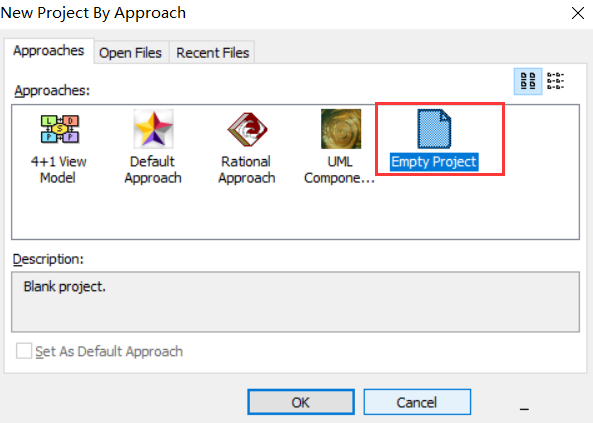 New Project By Approach
Approaches Open Files Recent Files
Approaches:
4+1 View Model
Default Approach
Rational Approach
UML Compone...
Empty Project
Description:
Blank project.
Set As Default Approach
OK Cancel